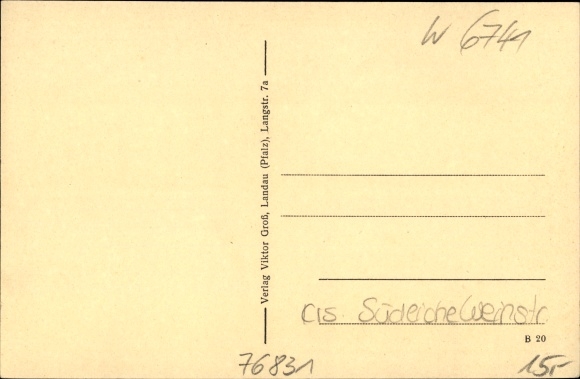 W 6741
Verlag Viktor Groß, Landau (Pfalz), Langstr. 7a
CIS. Südliche Weinstr.
B 20
76831
15,-